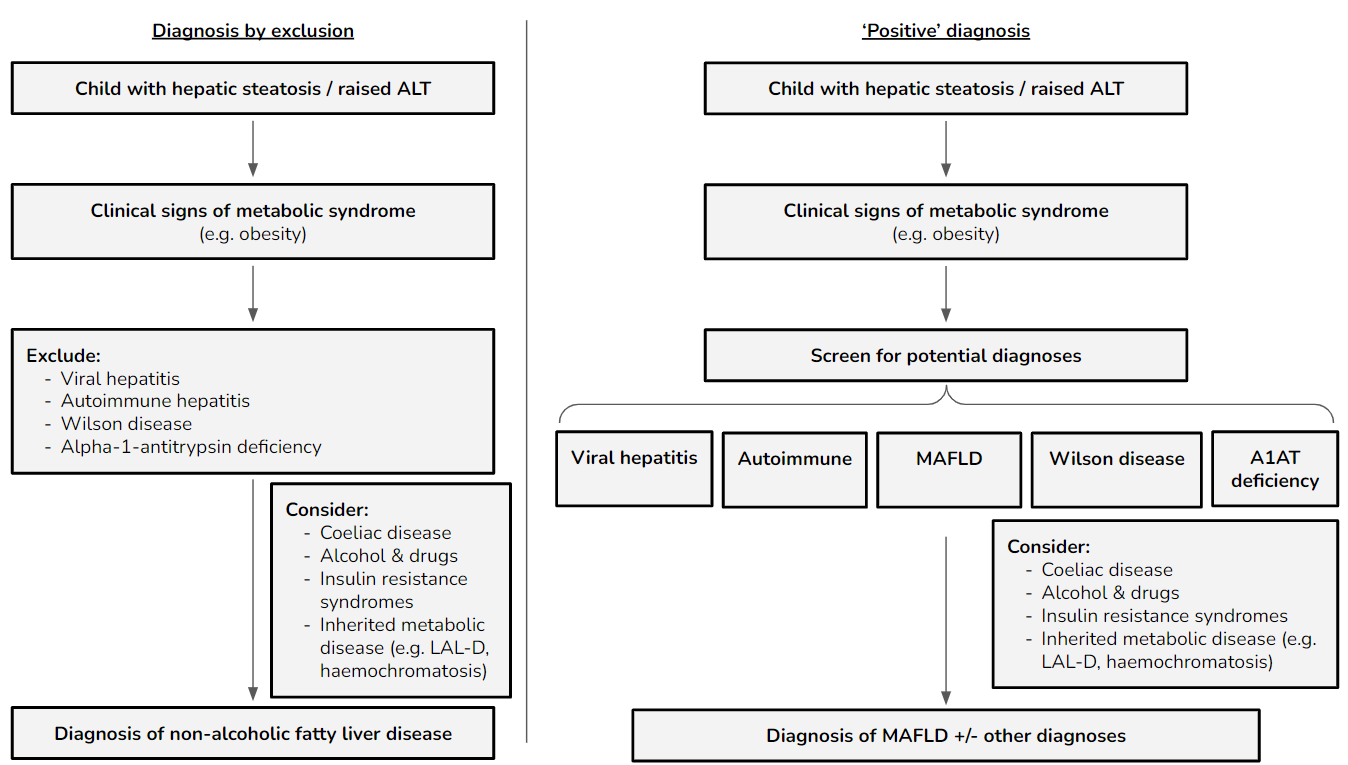 Diagnosis by exclusion
Child with hepatic steatosis / raised ALT
Clinical signs of metabolic syndrome
(e.g. obesity)
Exclude:
- Viral hepatitis
- Autoimmune hepatitis
- Wilson disease
- Alpha-1-antitrypsin deficiency
Consider:
- Coeliac disease
- Alcohol & drugs
- Insulin resistance
syndromes
- Inherited metabolic
disease (e.g. LAL-D,
haemochromatosis)
Diagnosis of non-alcoholic fatty liver disease
‘Positive’ diagnosis
Child with hepatic steatosis / raised ALT
Clinical signs of metabolic syndrome
(e.g. obesity)
Screen for potential diagnoses
Viral hepatitis
Autoimmune
MAFLD
Wilson disease
A1AT
deficiency
Consider:
- Coeliac disease
- Alcohol & drugs
- Insulin resistance syndromes
- Inherited metabolic disease (e.g.
LAL-D, haemochromatosis)
Diagnosis of MAFLD +/- other diagnoses